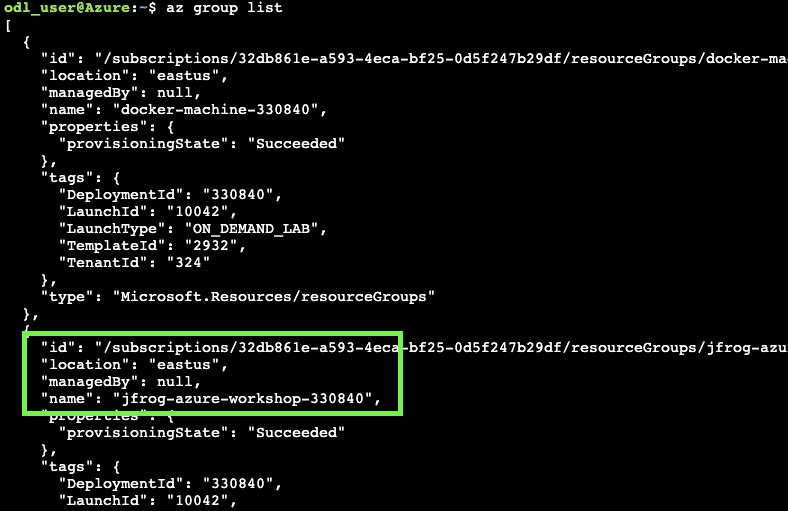 odl_user@Azure:~$ az group list
[
  {
    "id": "/subscriptions/32db861e-a593-4eca-bf25-0d5f247b29df/resourceGroups/docker-ma
    "location": "eastus",
    "managedBy": null,
    "name": "docker-machine-330840",
    "properties": {
      "provisioningState": "Succeeded"
    },
    "tags": {
      "DeploymentId": "330840",
      "LaunchId": "10042",
      "LaunchType": "ON_DEMAND_LAB",
      "TemplateId": "2932",
      "TenantId": "324"
    },
    "type": "Microsoft.Resources/resourceGroups"
  },
  {
    "id": "/subscriptions/32db861e-a593-4eca-bf25-0d5f247b29df/resourceGroups/jfrog-azu
    "location": "eastus",
    "managedBy": null,
    "name": "jfrog-azure-workshop-330840",
    "properties": {
      "provisioningState": "Succeeded"
    },
    "tags": {
      "DeploymentId": "330840",
      "LaunchId": "10042",